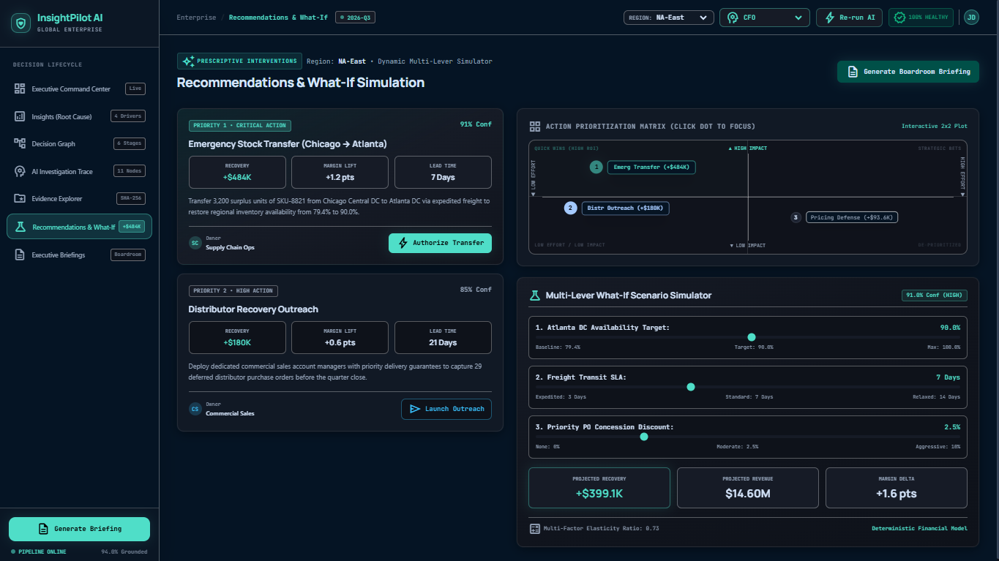 InsightPilot AI
GLOBAL ENTERPRISE
DECISION LIFECYCLE
Executive Command Center Live
Insights (Root Cause) 4 Drivers
Decision Graph 6 Stages
AI Investigation Trace 11 Nodes
Evidence Explorer SHA-256
Recommendations & What-If +$484K
Executive Briefings Boardroom
Generate Briefing
PIPELINE ONLINE 94.0% Grounded
Enterprise / Recommendations & What-If 2026-Q3
REGION: NA-East
CFO
Re-run AI
100% HEALTHY
JD
PRESCRIPTIVE INTERVENTIONS Region: NA-East • Dynamic Multi-Lever Simulator
Recommendations & What-If Simulation
Generate Boardroom Briefing
PRIORITY 1 • CRITICAL ACTION 91% Conf
Emergency Stock Transfer (Chicago → Atlanta)
RECOVERY MARGIN LIFT LEAD TIME
+$484K +1.2 pts 7 Days
Transfer 3,200 surplus units of SKU-8821 from Chicago Central DC to Atlanta DC via expedited freight to
restore regional inventory availability from 79.4% to 90.0%.
SC Owner
Supply Chain Ops
Authorize Transfer
PRIORITY 2 • HIGH ACTION 85% Conf
Distributor Recovery Outreach
RECOVERY MARGIN LIFT LEAD TIME
+$180K +0.6 pts 21 Days
Deploy dedicated commercial sales account managers with priority delivery guarantees to capture 29
deferred distributor purchase orders before the quarter close.
CS Owner
Commercial Sales
Launch Outreach
ACTION PRIORITIZATION MATRIX (CLICK DOT TO FOCUS) Interactive 2x2 Plot
QUICK WINS (HIGH ROI) ▲ HIGH IMPACT STRATEGIC BETS
LOW EFFORT ▼
HIGH EFFORT ▼
1 Emerg Transfer (+$484K)
2 Distr Outreach (+$180K)
3 Pricing Defense (+$93.6K)
LOW EFFORT / LOW IMPACT ▼ LOW IMPACT DE-PRIORITIZED
Multi-Lever What-If Scenario Simulator 91.0% Conf (HIGH)
1. Atlanta DC Availability Target: 90.0%
Baseline: 79.4% Target: 90.0% Max: 100.0%
2. Freight Transit SLA: 7 Days
Expedited: 3 Days Standard: 7 Days Relaxed: 14 Days
3. Priority PO Concession Discount: 2.5%
None: 0% Moderate: 2.5% Aggressive: 10%
PROJECTED RECOVERY PROJECTED REVENUE MARGIN DELTA
+$399.1K $14.60M +1.6 pts
Multi-Factor Elasticity Ratio: 0.73 Deterministic Financial Model